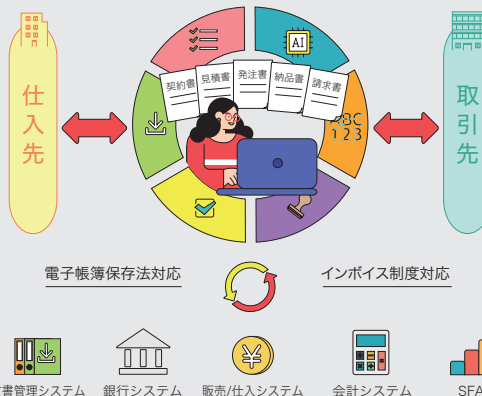 AI
契約書
見積書
発注書
納品書
請求書
仕入先
ABC
123
取引先
電子帳簿保存法対応
インボイス制度対応
書管理システム
銀行システム
販売/仕入システム
会計システム
SFA